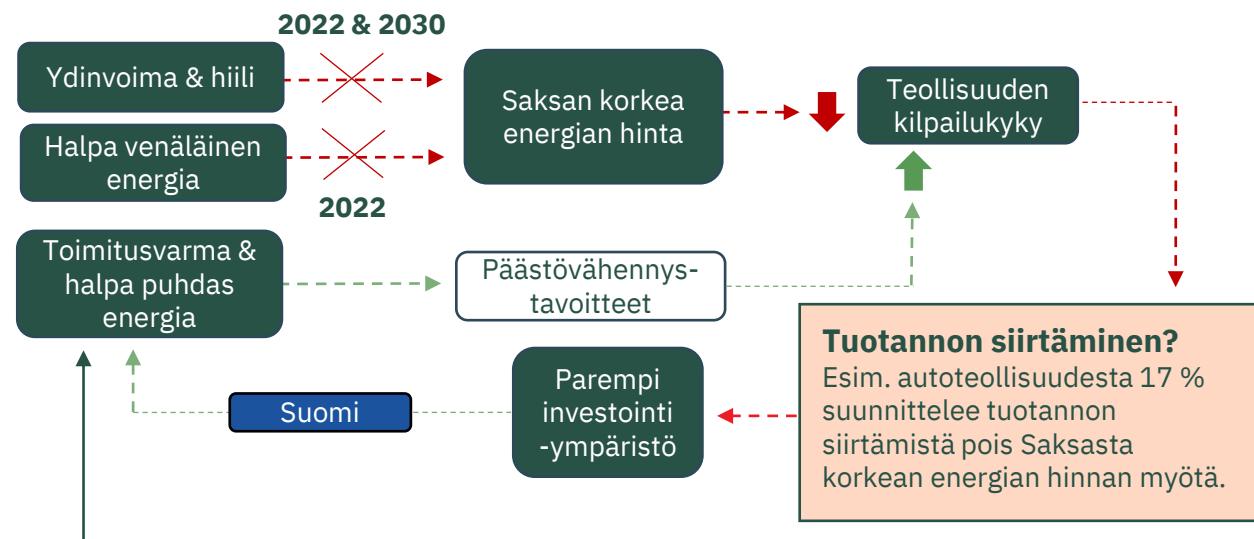 2022 & 2030
Ydinvoima & hiili
Halpa venäläinen
energia
2022
Saksan korkea
energian hinta
Teollisuuden
kilpailukyky
Toimitusvarma &
halpa puhdas
energia
Päästövähennys-
tavoitteet
Tuotannon siirtäminen?
Esim. autoteollisuudesta 17 %
suunnittelee tuotannon
siirtämistä pois Saksasta
korkean energian hinnan myötä.
Parempi
investointi
-ympäristö
Suomi